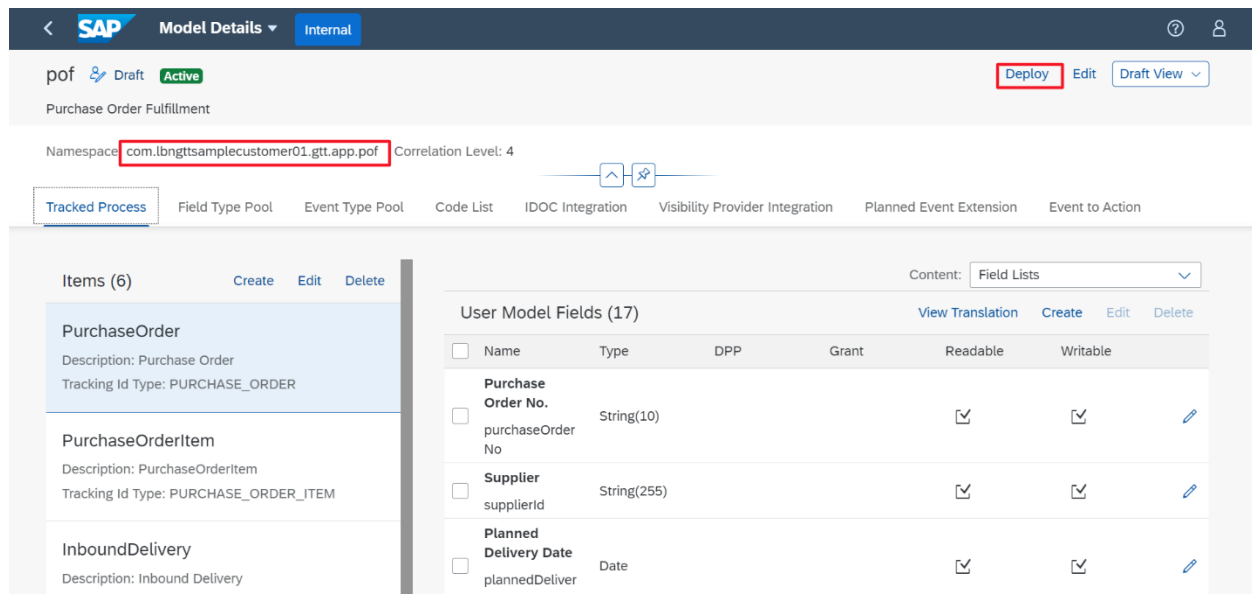 SAP Model Details Internal
pof Draft Active Deploy Edit Draft View
Purchase Order Fulfillment
Namespace com.lbngttsamplecustomer01.gtt.app.pof Correlation Level: 4
Tracked Process Field Type Pool Event Type Pool Code List IDOC Integration Visibility Provider Integration Planned Event Extension Event to Action
Items (6) Create Edit Delete
PurchaseOrder
Description: Purchase Order
Tracking Id Type: PURCHASE_ORDER
PurchaseOrderItem
Description: PurchaseOrderItem
Tracking Id Type: PURCHASE_ORDER_ITEM
InboundDelivery
Description: Inbound Delivery
Content: Field Lists
User Model Fields (17) View Translation Create Edit Delete
Name Type DPP Grant Readable Writable
Purchase
Order No.
purchaseOrder
No
String(10)
Supplier
supplierId
String(255)
Planned
Delivery Date
plannedDeliver
Date